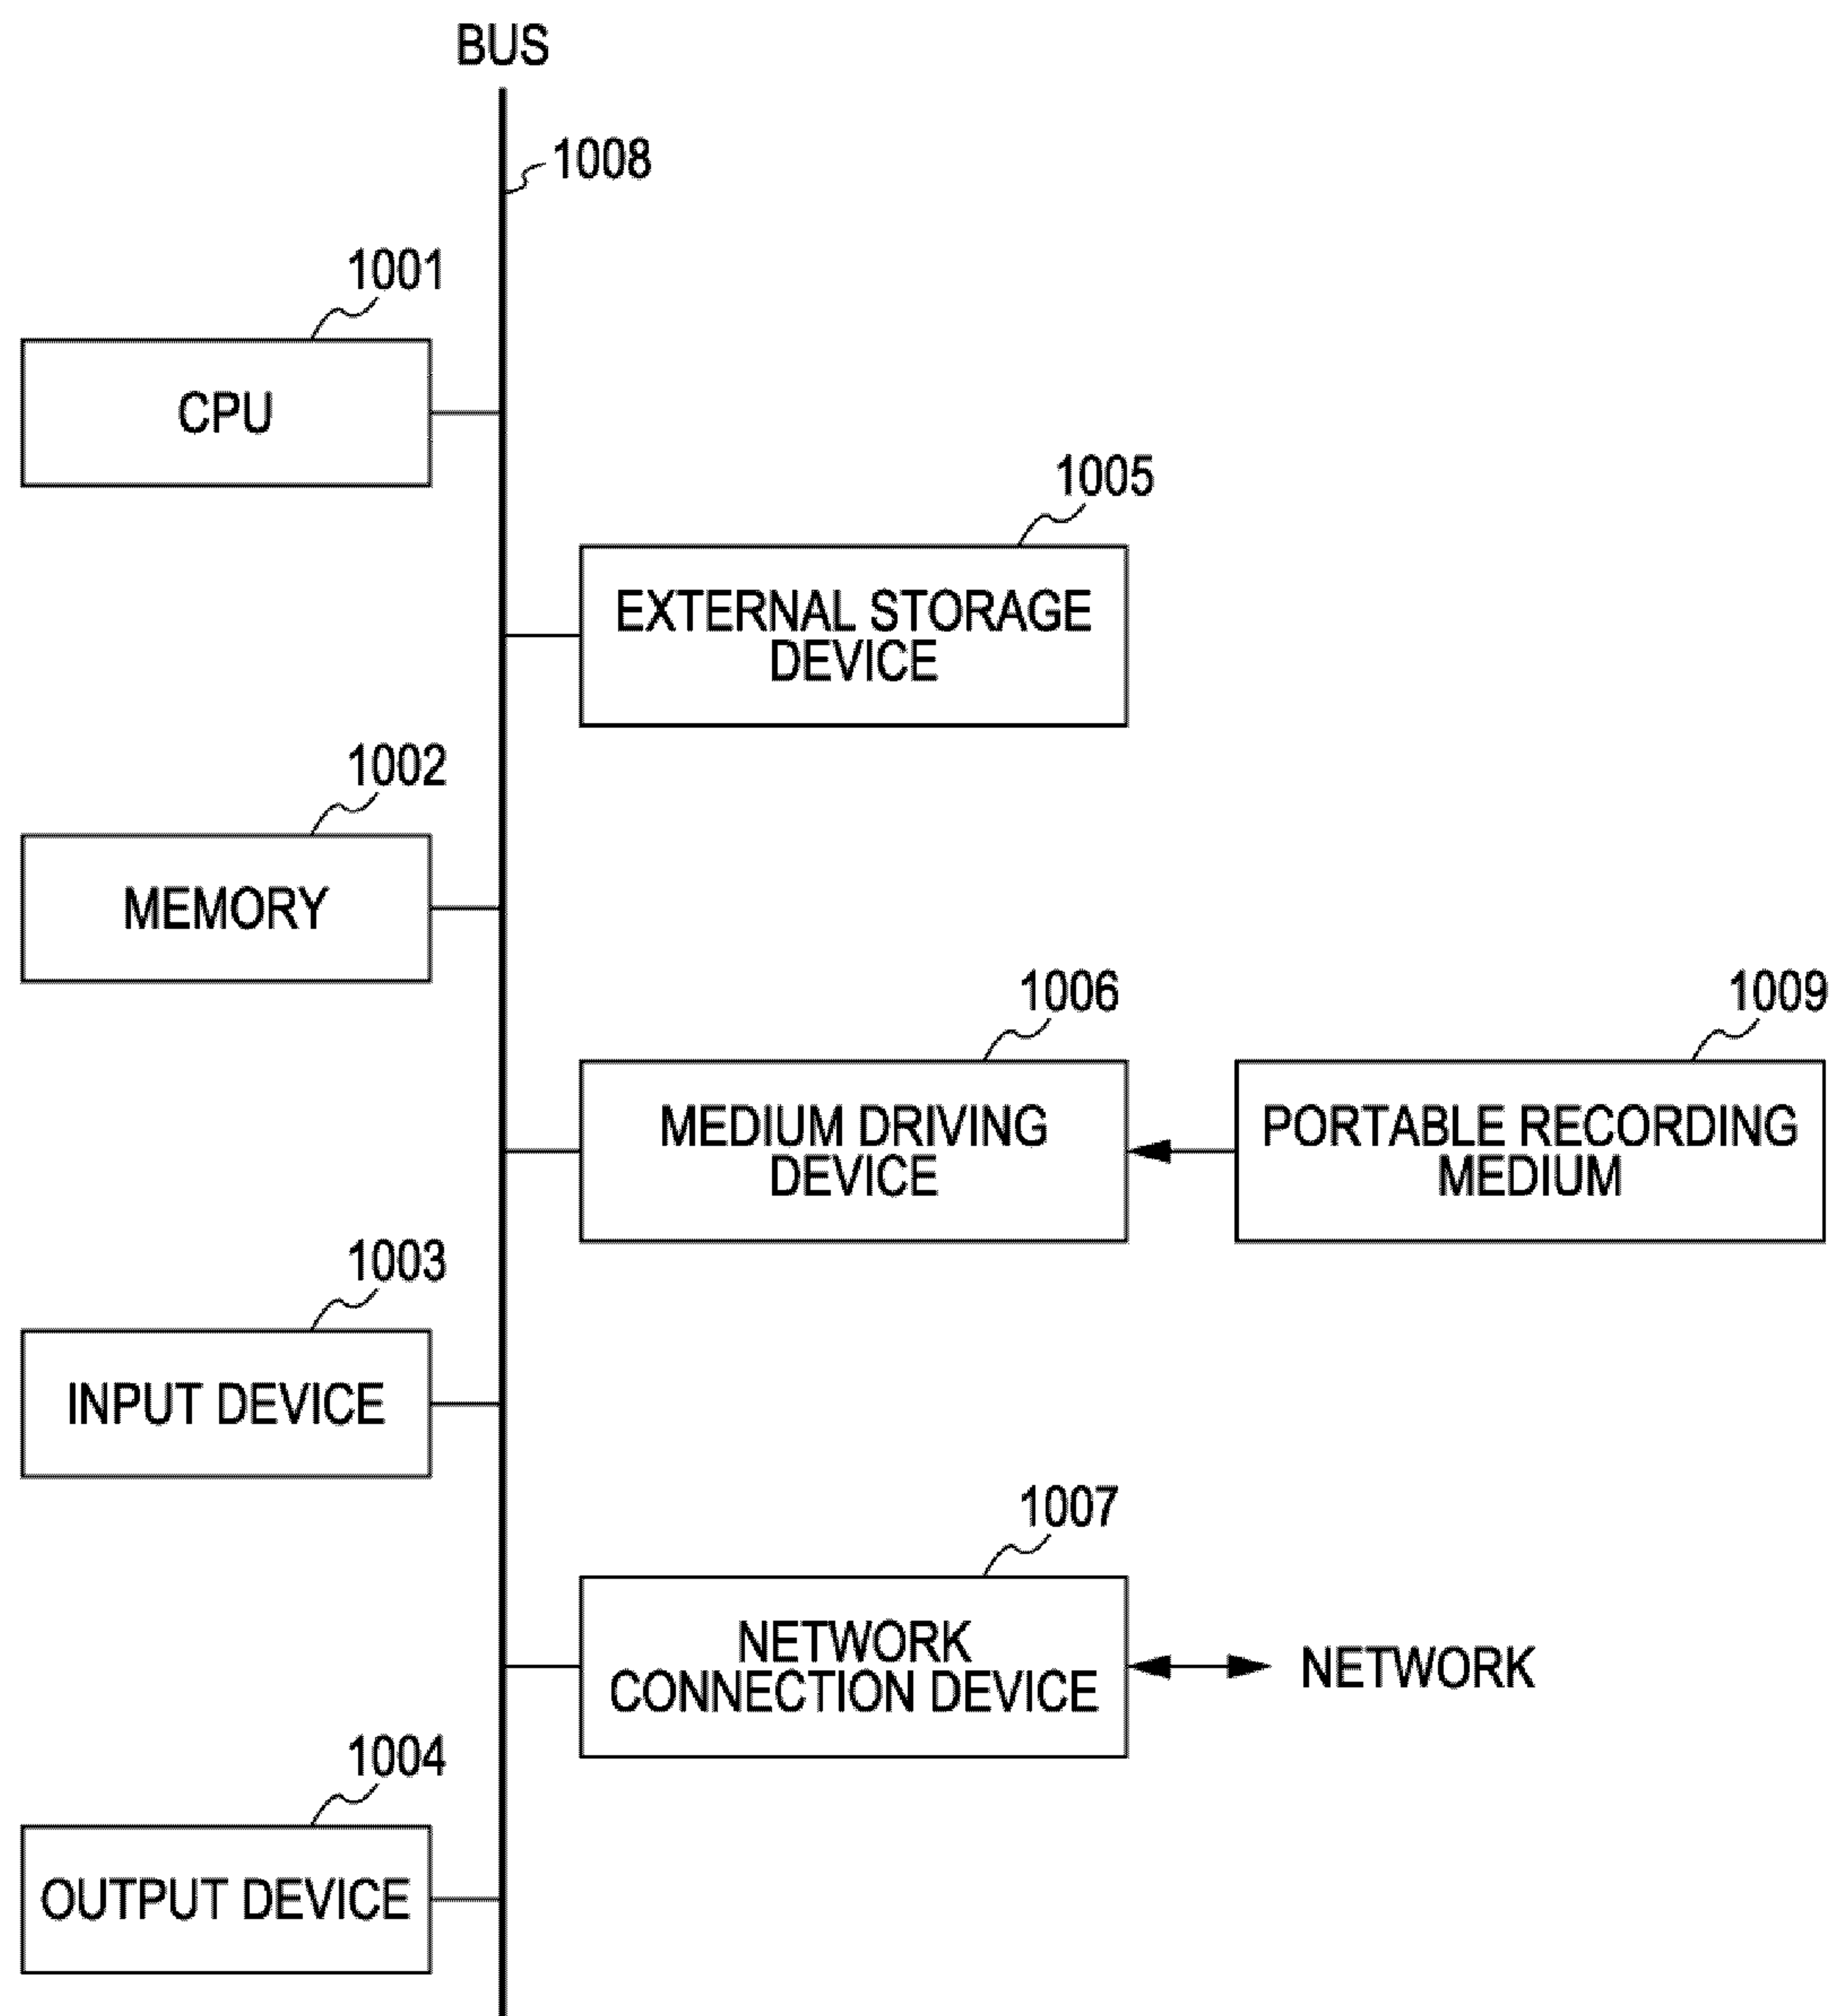 BUS
1008
1001
CPU
1005
EXTERNAL STORAGE
DEVICE
1002
MEMORY
1006
MEDIUM DRIVING
DEVICE
1009
PORTABLE RECORDING
MEDIUM
1003
INPUT DEVICE
1007
NETWORK
CONNECTION DEVICE
NETWORK
1004
OUTPUT DEVICE